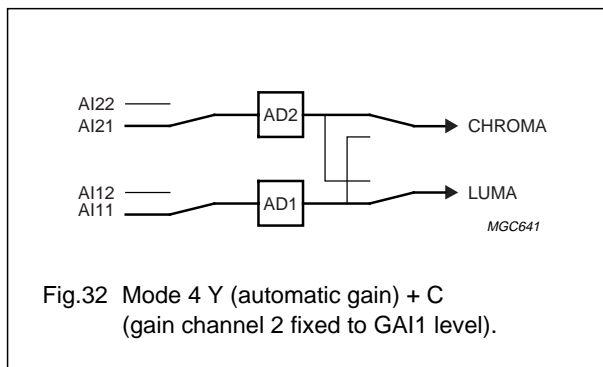 AI22
AI21
AD2
CHROMA
AI12
AI11
AD1
LUMA
MGC641
Fig.32 Mode 4 Y (automatic gain) + C
(gain channel 2 fixed to GAI1 level).